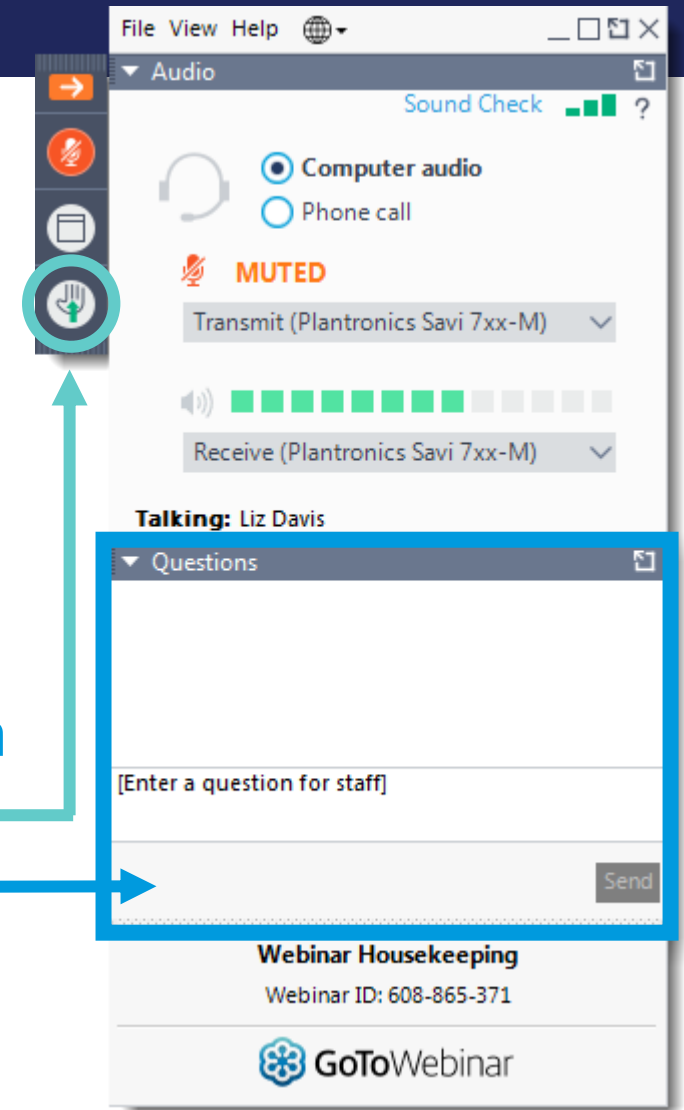 File View Help
Audio
Sound Check ?
Computer audio
Phone call
MUTED
Transmit (Plantronics Savi 7xx-M)
Receive (Plantronics Savi 7xx-M)
Talking: Liz Davis
Questions
[Enter a question for staff]
Send
Webinar Housekeeping
Webinar ID: 608-865-371
GoToWebinar